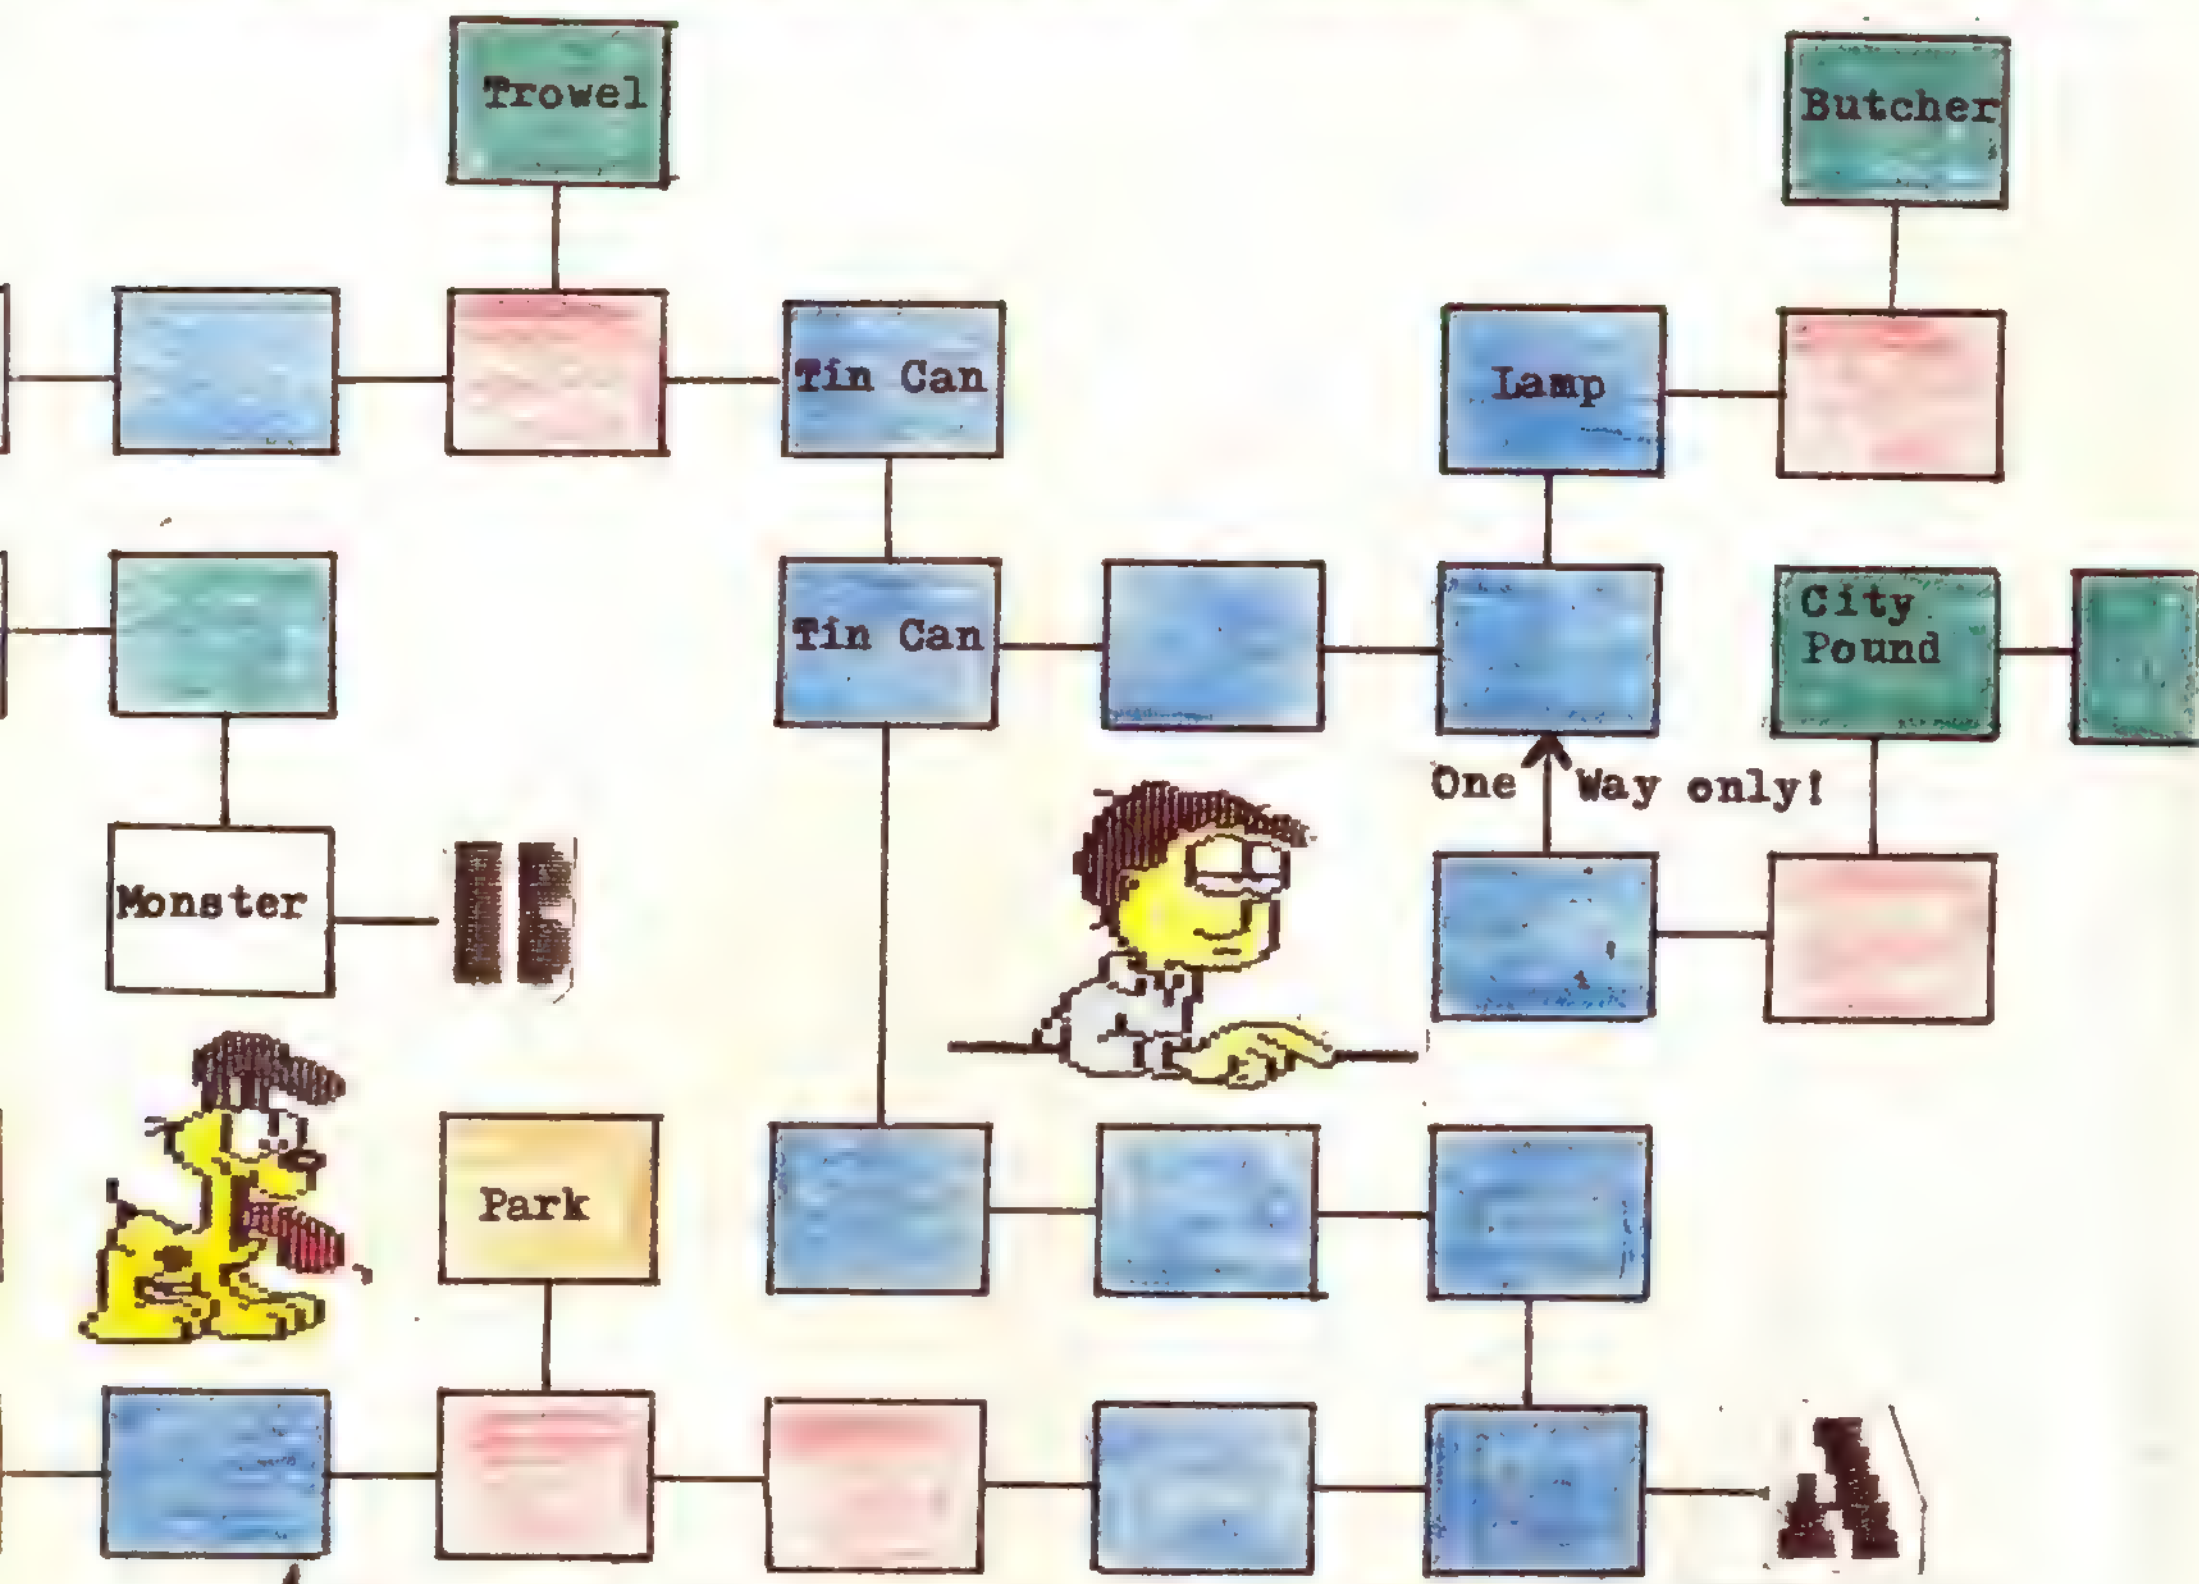 Trowel
Butcher
Tin Can
Lamp
Tin Can
City
Pound
One Way only!
Monster
Park
A